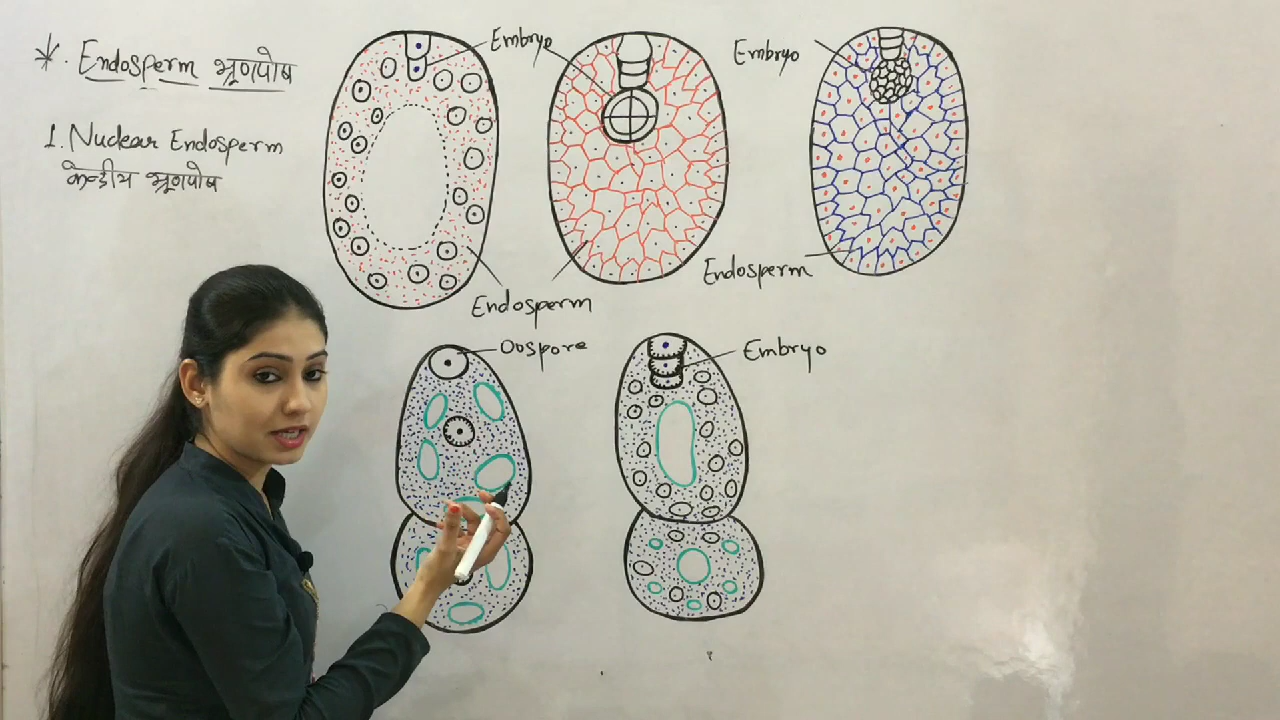 *. Endosperm भ्रूणपोष
1. Nuclear Endosperm
केन्द्रीय भ्रूणपोष
Embryo
Embryo
Endosperm
Endosperm
Oospore
Embryo